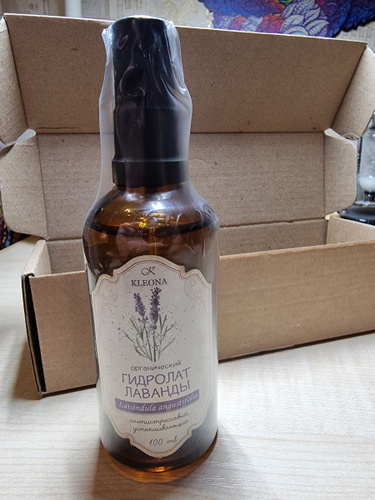 K
KLEONA
органический
ГИДРОЛАТ
ЛАВАНДЫ
Lavandula angustifolia
антистрессовый
успокаивающий
100 ml